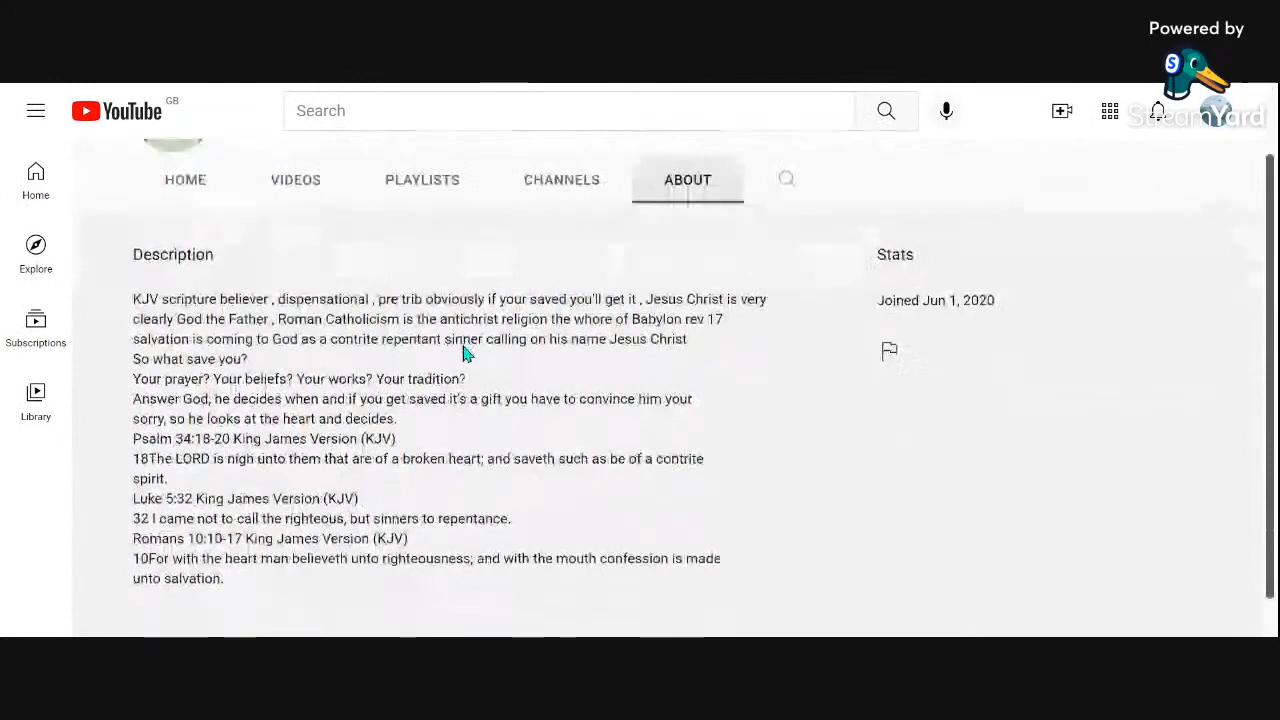 Powered by
S
StreamYard
YouTube GB
Search
Home
Explore
Subscriptions
Library
HOME VIDEOS PLAYLISTS CHANNELS ABOUT
Description
KJV scripture believer , dispensational , pre trib obviously if your saved you'll get it , Jesus Christ is very
clearly God the Father , Roman Catholicism is the antichrist religion the whore of Babylon rev 17
salvation is coming to God as a contrite repentant sinner calling on his name Jesus Christ
So what save you?
Your prayer? Your beliefs? Your works? Your tradition?
Answer God, he decides when and if you get saved it's a gift you have to convince him your
sorry, so he looks at the heart and decides.
Psalm 34:18-20 King James Version (KJV)
18The LORD is nigh unto them that are of a broken heart; and saveth such as be of a contrite
spirit.
Luke 5:32 King James Version (KJV)
32 I came not to call the righteous, but sinners to repentance.
Romans 10:10-17 King James Version (KJV)
10For with the heart man believeth unto righteousness; and with the mouth confession is made
unto salvation.
Stats
Joined Jun 1, 2020